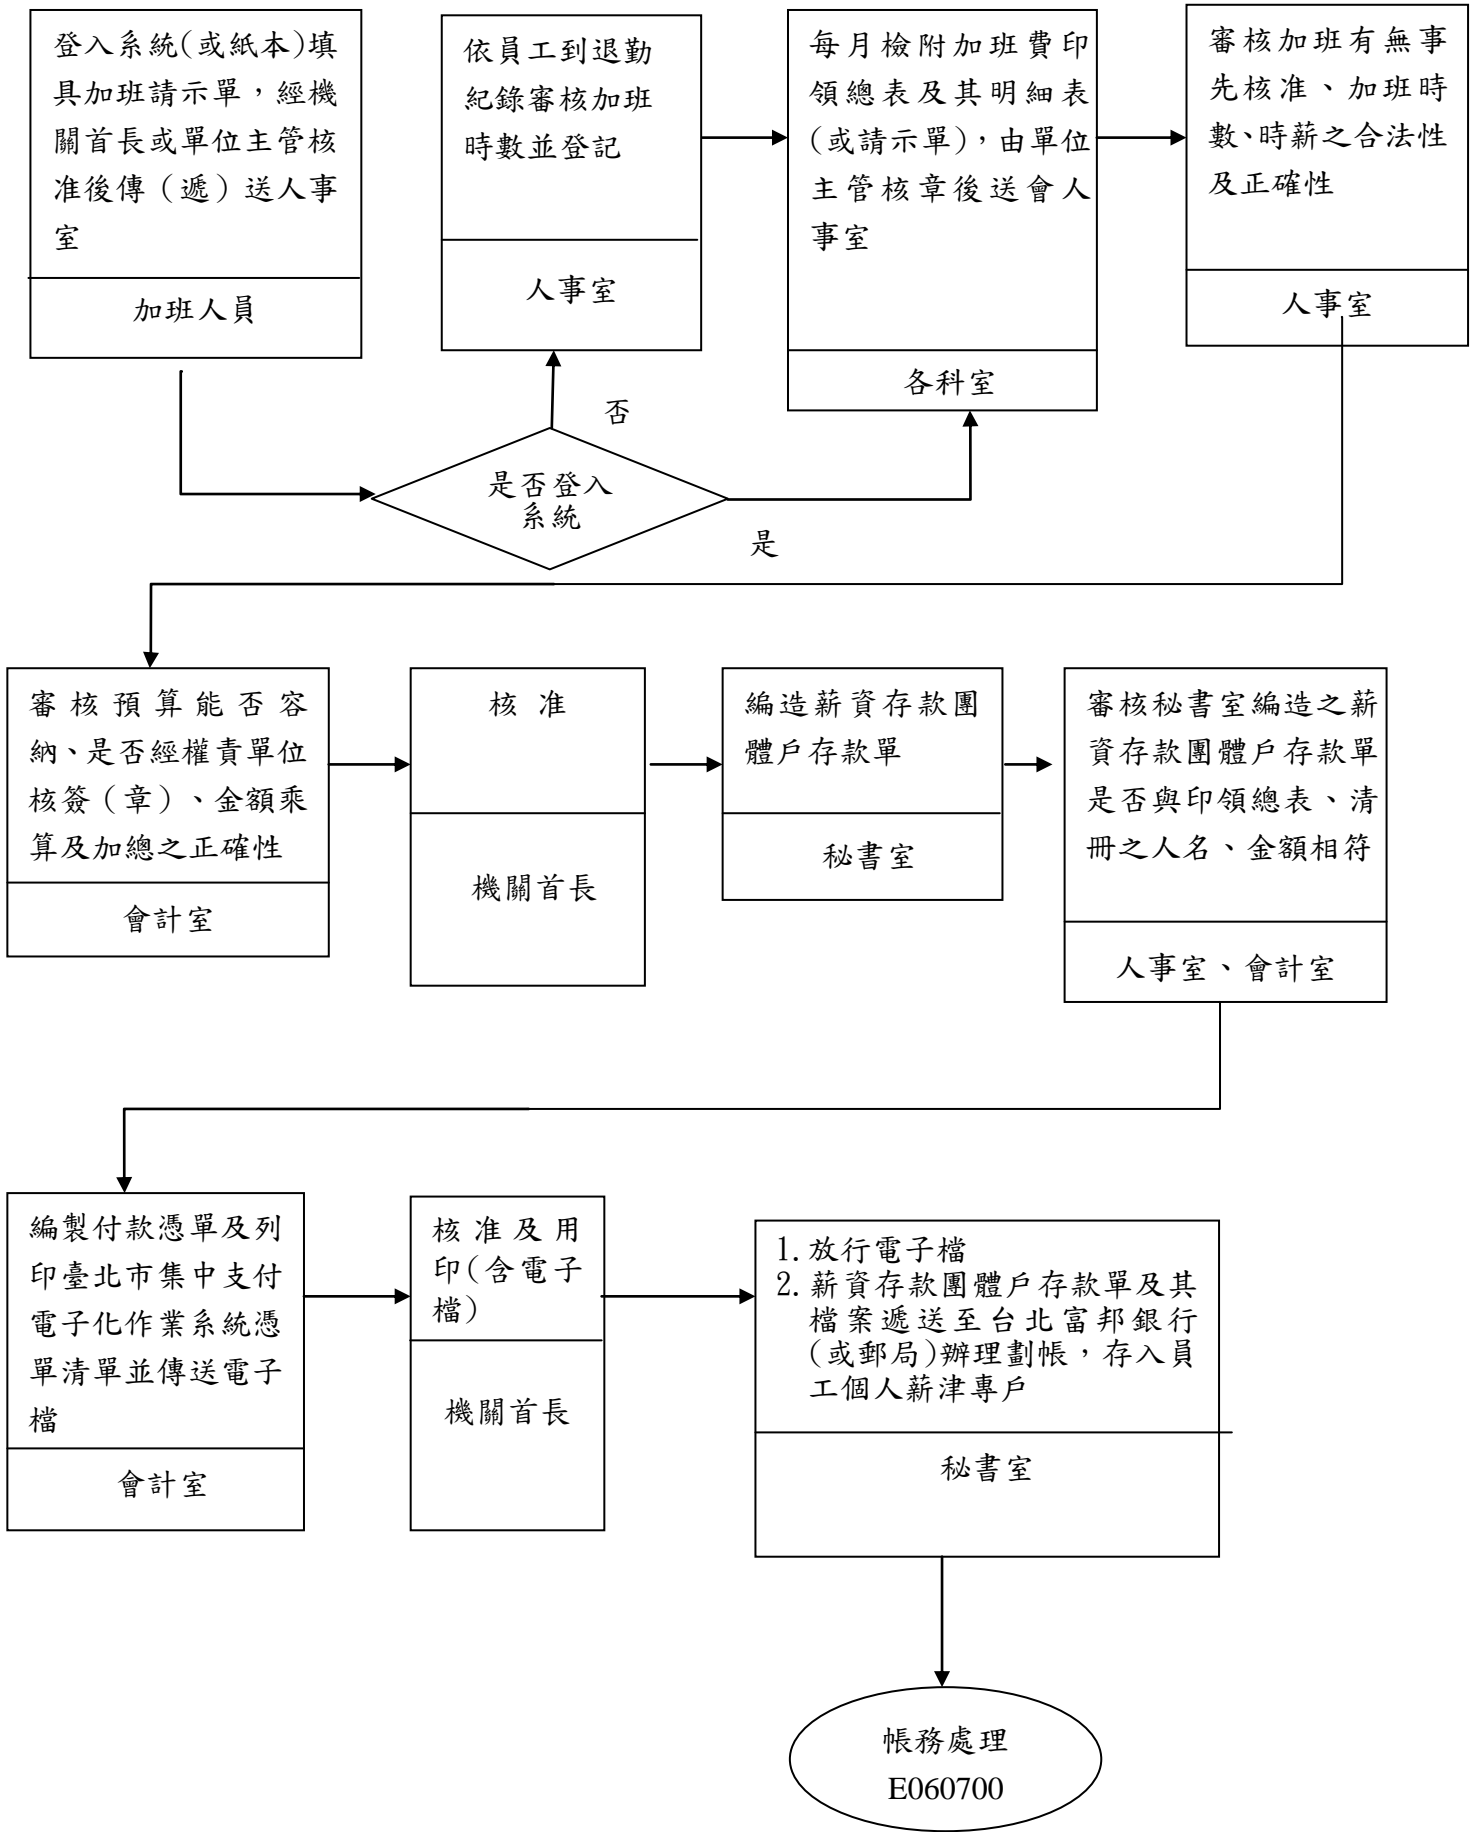 登入系統(或紙本)填
具加班請示單，經機
關首長或單位主管核
准後傳（遞）送人事
室
加班人員
依員工到退勤
紀錄審核加班
時數並登記
人事室
每月檢附加班費印
領總表及其明細表
(或請示單)，由單位
主管核章後送會人
事室
各科室
審核加班有無事
先核准、加班時
數、時薪之合法性
及正確性
人事室
否
是否登入
系統
是
審核預算能否容
納、是否經權責單位
核簽（章）、金額乘
算及加總之正確性
會計室
核准
機關首長
編造薪資存款團
體戶存款單
秘書室
審核秘書室編造之薪
資存款團體戶存款單
是否與印領總表、清
冊之人名、金額相符
人事室、會計室
編製付款憑單及列
印臺北市集中支付
電子化作業系統憑
單清單並傳送電子
檔
會計室
核准及用
印(含電子
檔)
機關首長
1.放行電子檔
2.薪資存款團體戶存款單及其
檔案遞送至台北富邦銀行
(或郵局)辦理劃帳，存入員
工個人薪津專戶
秘書室
帳務處理
E060700